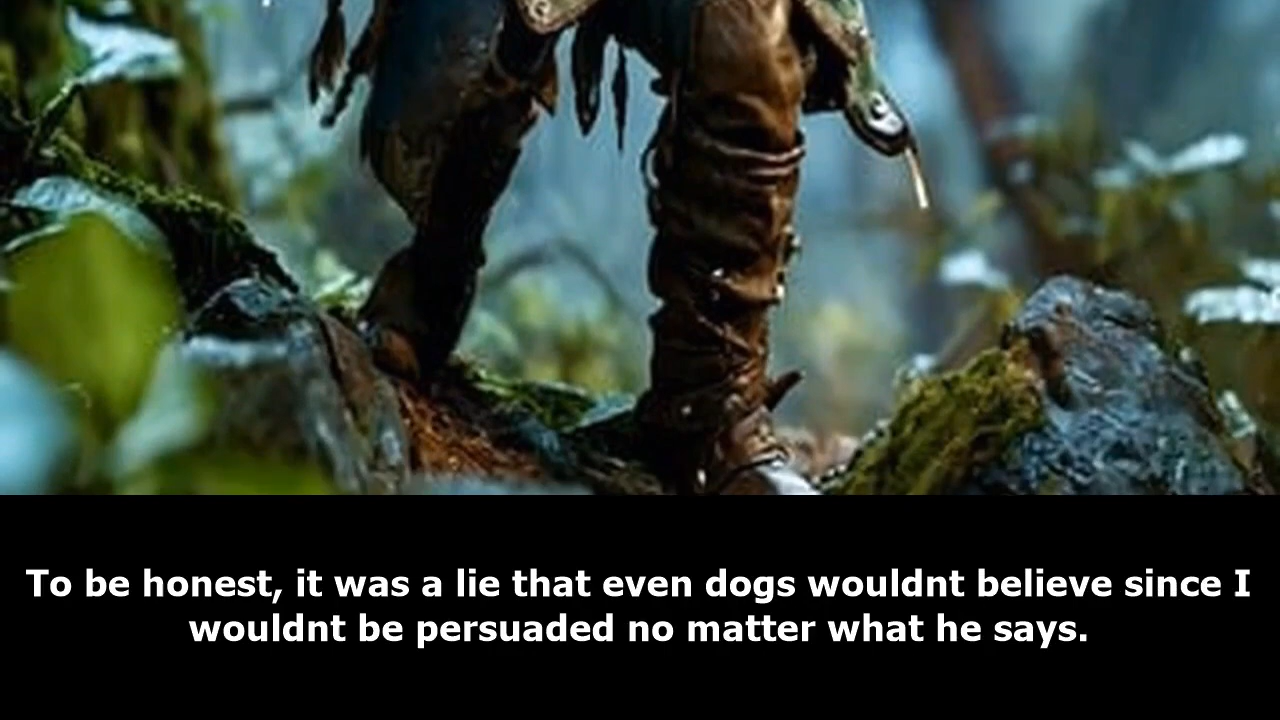 To be honest, it was a lie that even dogs wouldnt believe since I
wouldnt be persuaded no matter what he says.